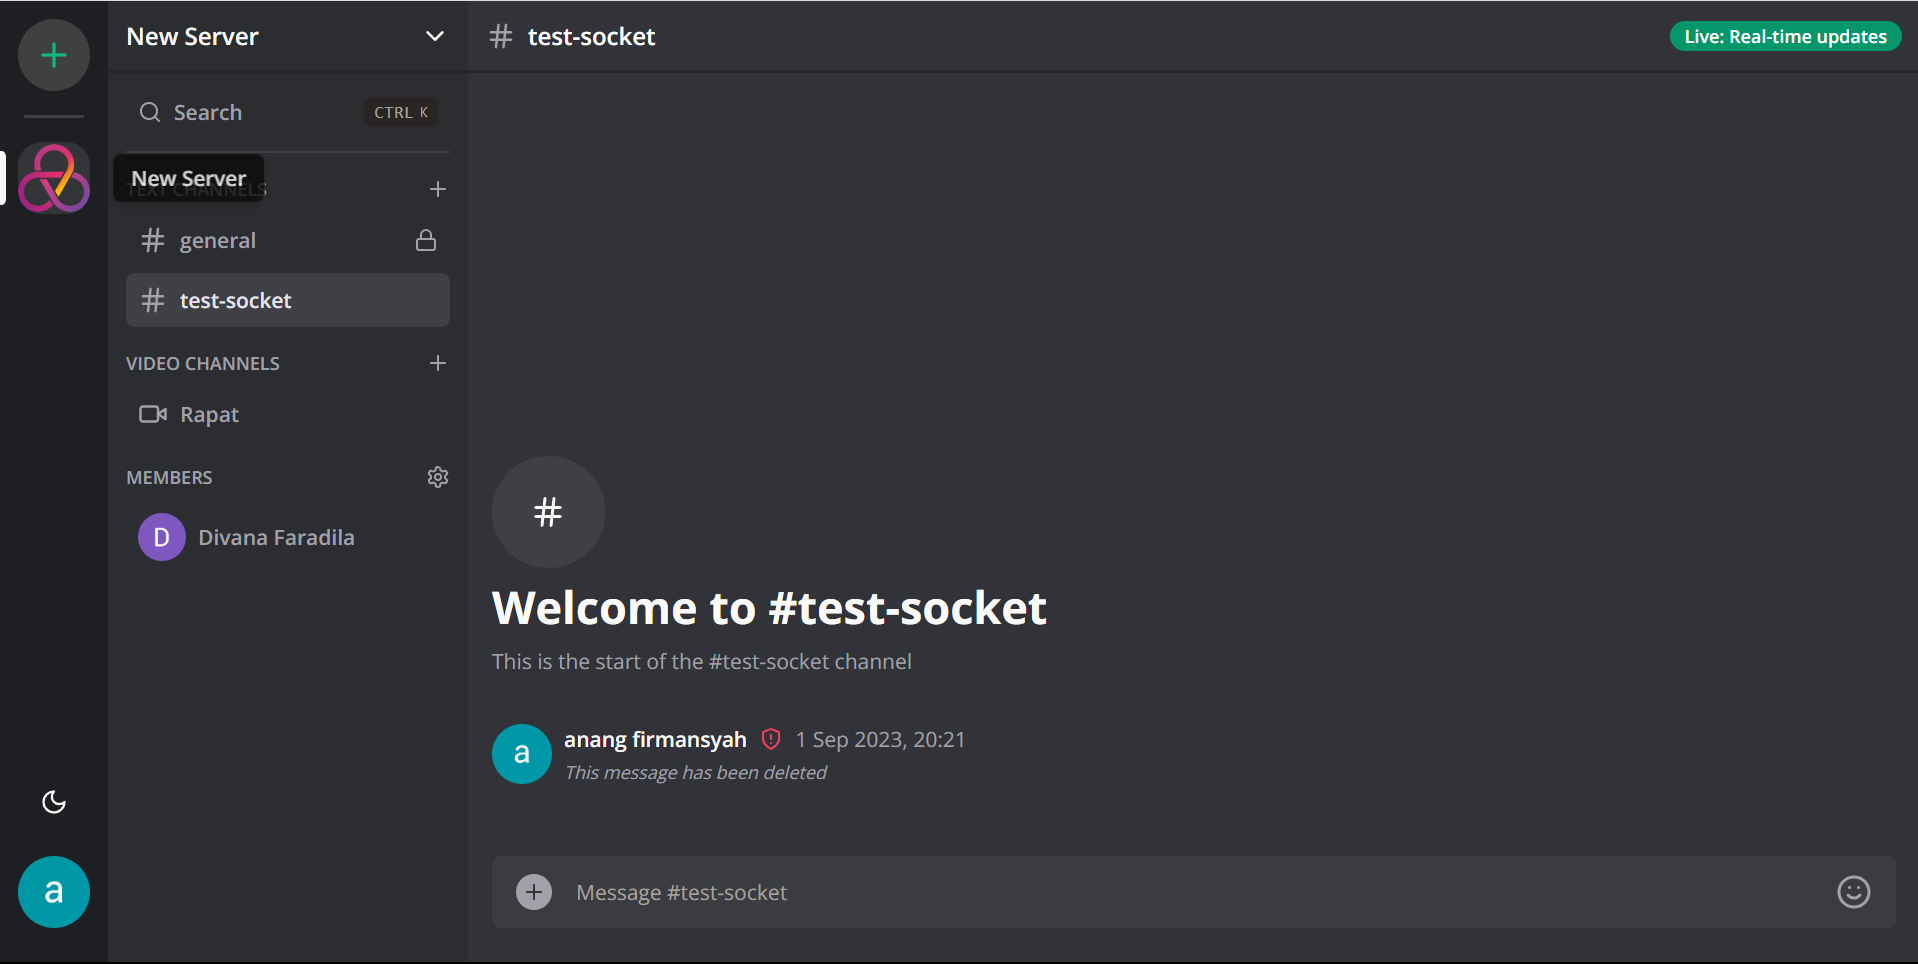 New Server
# test-socket
Live: Real-time updates
Search
CTRL K
New Server
TEXT CHANNELS
# general
# test-socket
VIDEO CHANNELS
Rapat
MEMBERS
D
Divana Faradila
#
Welcome to #test-socket
This is the start of the #test-socket channel
a
anang firmansyah 1 Sep 2023, 20:21
This message has been deleted
Message #test-socket
a